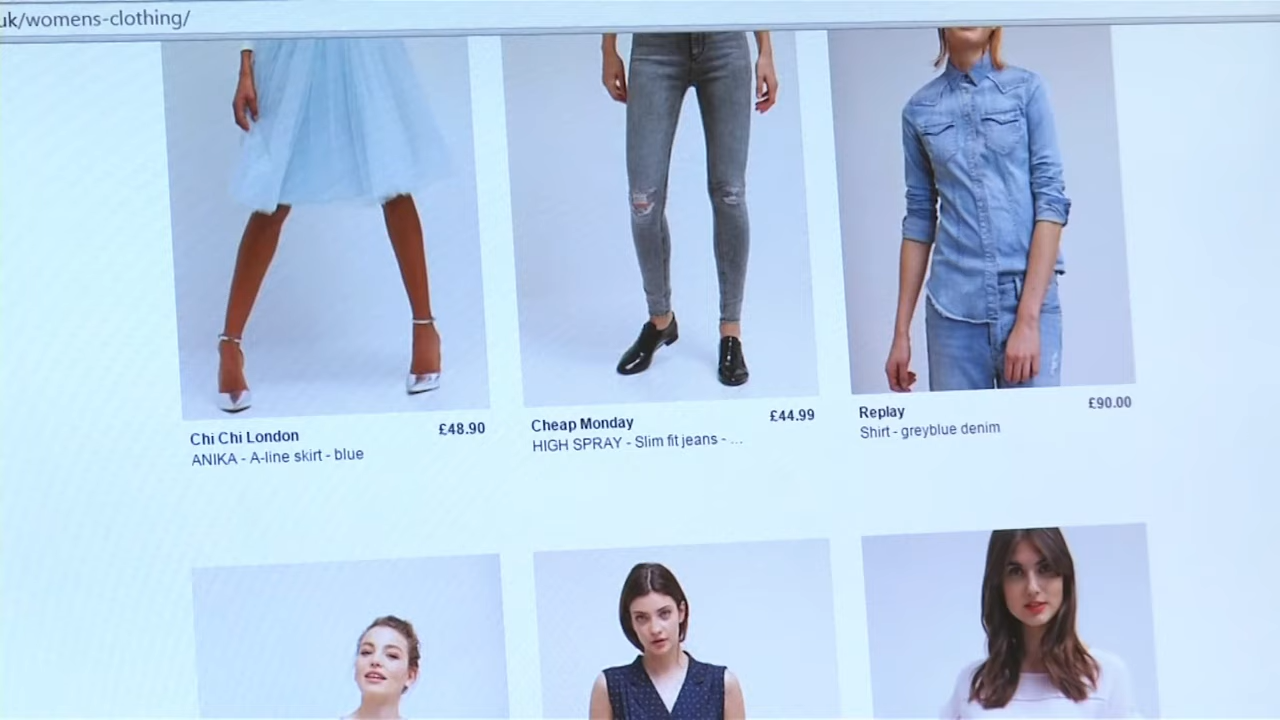 uk/womens-clothing/
Chi Chi London £48.90
ANIKA - A-line skirt - blue
Cheap Monday £44.99
HIGH SPRAY - Slim fit jeans - ...
Replay £90.00
Shirt - greyblue denim